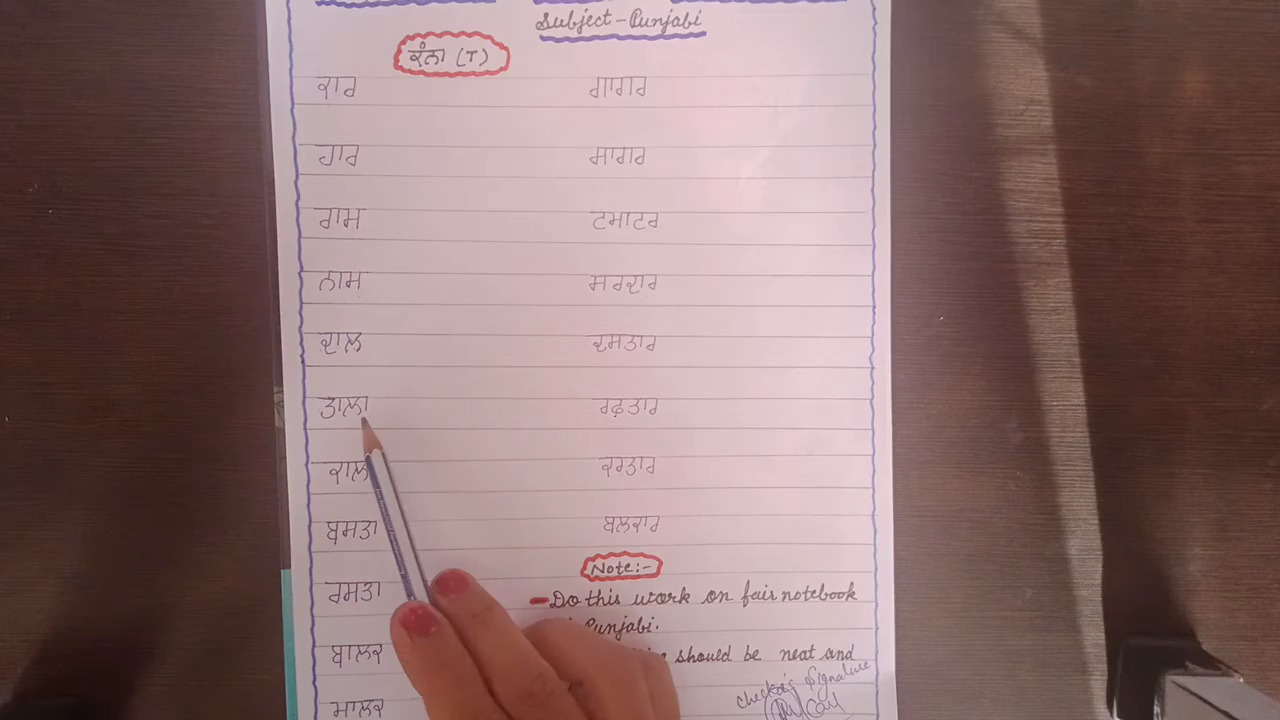 Subject-Punjabi
ਕੰਨਾ (ਾ)
ਕਾਰ ਗਾਗਰ
ਹਾਰ ਸਾਗਰ
ਰਾਮ ਟਮਾਟਰ
ਨਾਮ ਸਰਦਾਰ
ਦਾਲ ਦਸਤਾਰ
ਤਾਲਾ ਰਫ਼ਤਾਰ
ਕਾਲ ਕਰਤਾਰ
ਬਸਤਾ ਬਲਕਾਰ
Note:-
ਰਸਤਾ - Do this work on fair notebook
Punjabi.
ਬਾਲਕ should be neat and
ਮਾਲਕ Checker's Signature